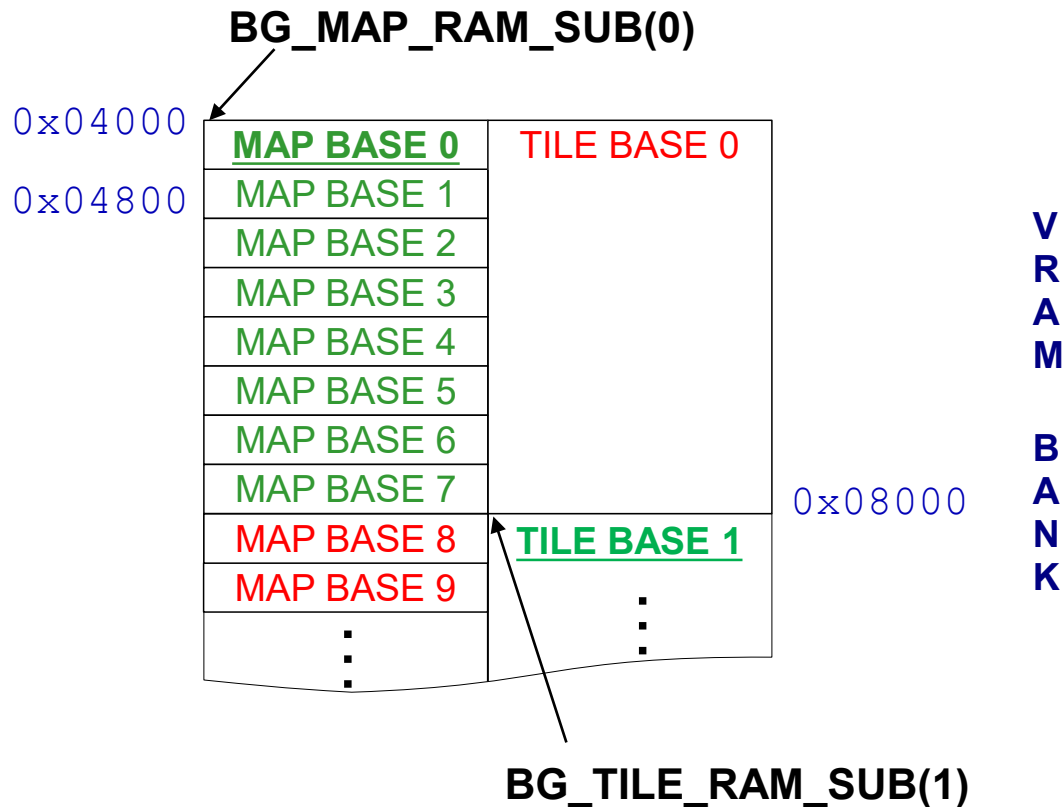 BG_MAP_RAM_SUB(0)
0x04000
MAP BASE 0
TILE BASE 0
0x04800
MAP BASE 1
MAP BASE 2
MAP BASE 3
MAP BASE 4
MAP BASE 5
MAP BASE 6
MAP BASE 7
0x08000
MAP BASE 8
TILE BASE 1
MAP BASE 9
V
R
A
M
B
A
N
K
BG_TILE_RAM_SUB(1)